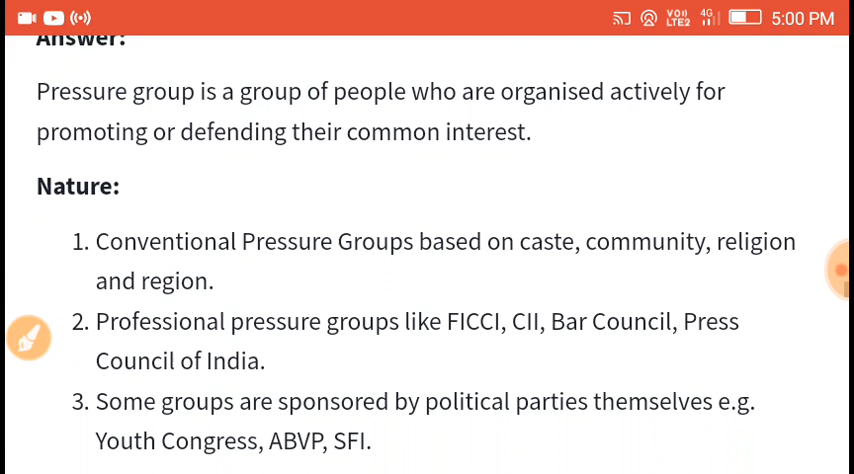 VO)) LTE2 4G 5:00 PM
Answer:
Pressure group is a group of people who are organised actively for
promoting or defending their common interest.
Nature:
1. Conventional Pressure Groups based on caste, community, religion
and region.
2. Professional pressure groups like FICCI, CII, Bar Council, Press
Council of India.
3. Some groups are sponsored by political parties themselves e.g.
Youth Congress, ABVP, SFI.